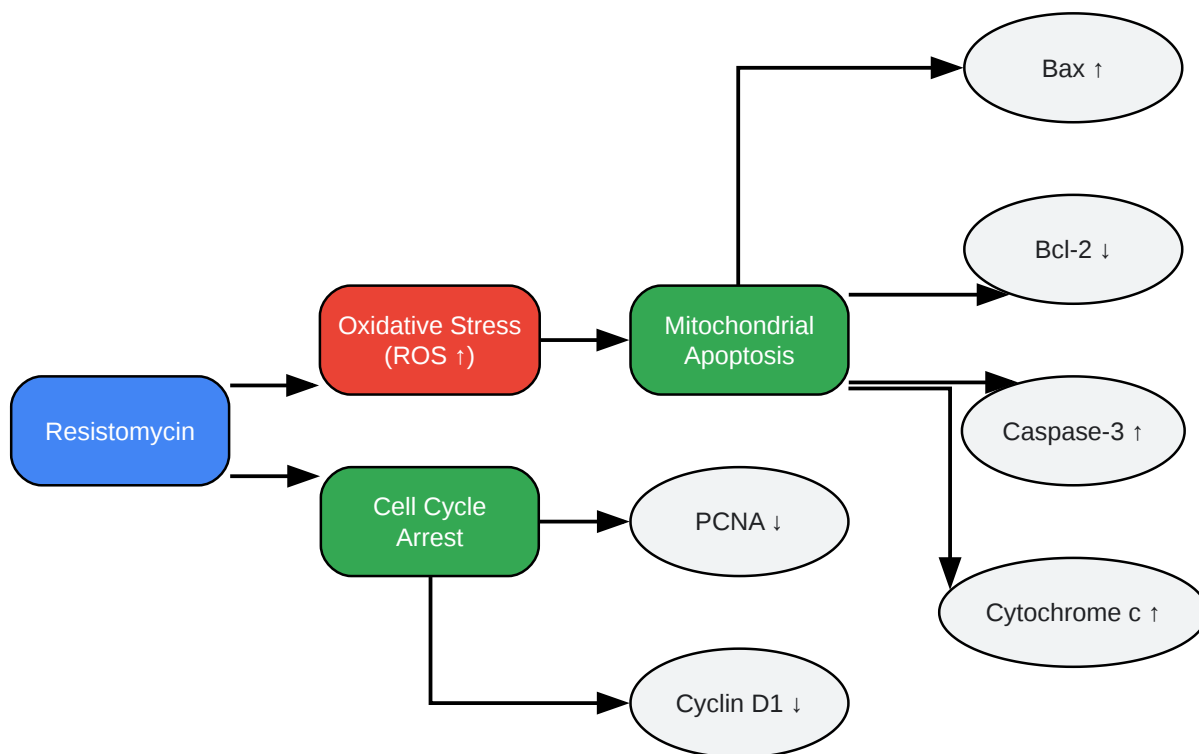 Bax ↑
Bcl-2 ↓
Oxidative Stress
(ROS ↑)
Mitochondrial
Apoptosis
Resistomycin
Caspase-3 ↑
Cell Cycle
Arrest
PCNA ↓
Cytochrome c ↑
Cyclin D1 ↓